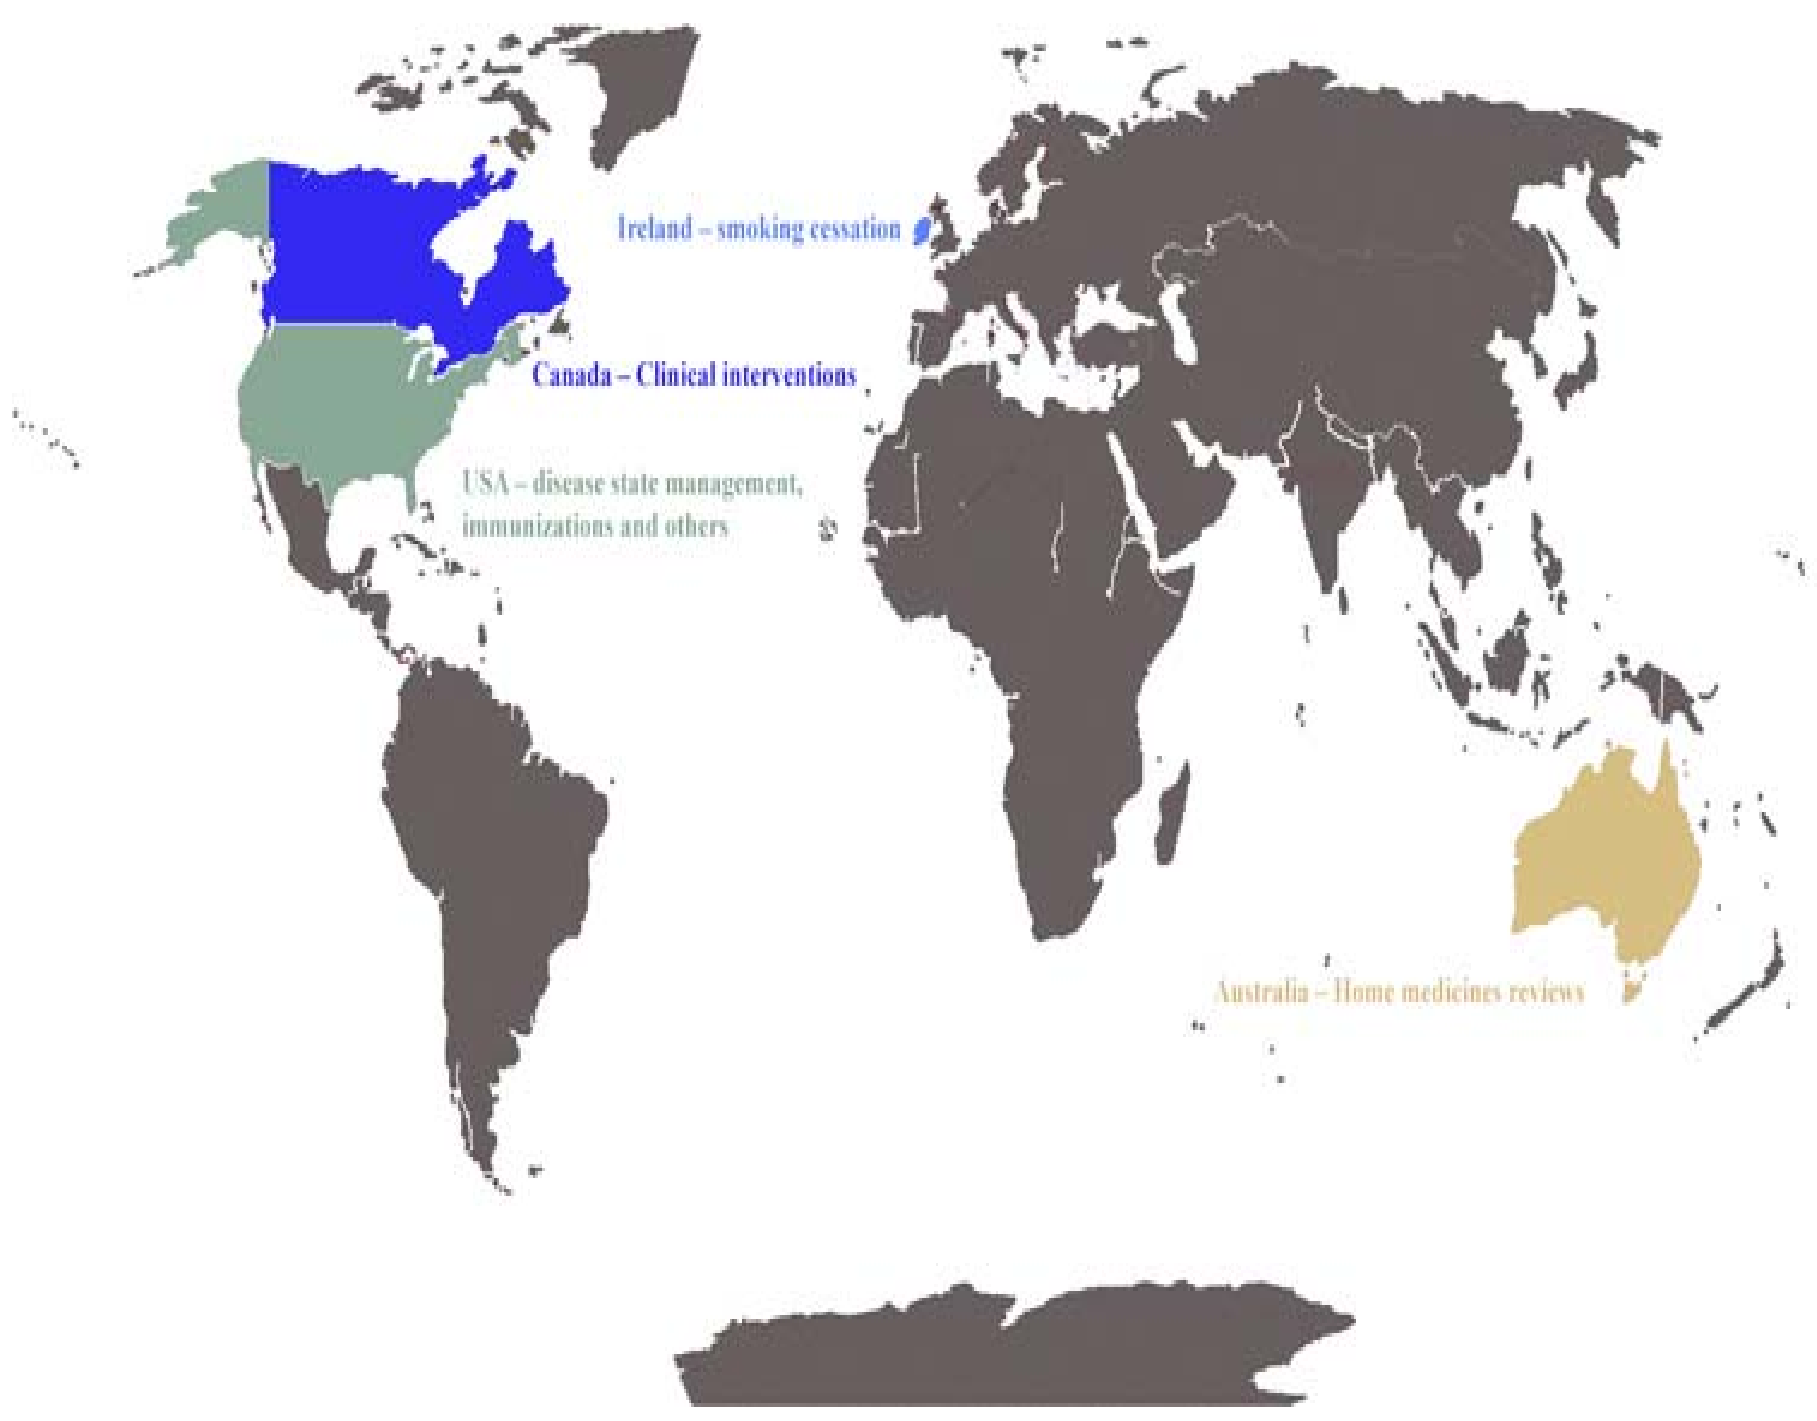 Ireland – smoking cessation
Canada – Clinical interventions
USA – disease state management,
immunizations and others
Australia – Home medicines reviews